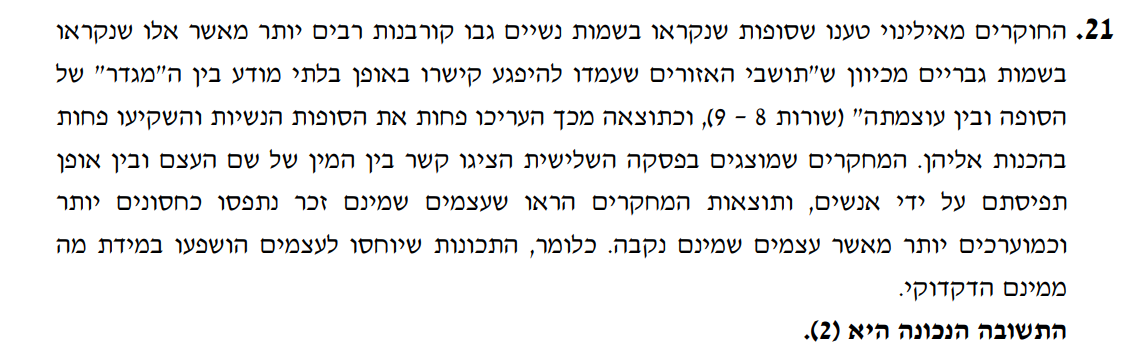 21. החוקרים מאילינוי טענו שסופות שנקראו בשמות נשיים גבו קורבנות רבים יותר מאשר אלו שנקראו
בשמות גבריים מכיוון ש"תושבי האזורים שעמדו להיפגע קישרו באופן בלתי מודע בין ה"מגדר" של
הסופה ובין עוצמתה" (שורות 8 – 9), וכתוצאה מכך העריכו פחות את הסופות הנשיות והשקיעו פחות
בהכנות אליהן. המחקרים שמוצגים בפסקה השלישית הציגו קשר בין המין של שם העצם ובין אופן
תפיסתם על ידי אנשים, ותוצאות המחקרים הראו שעצמים שמינם זכר נתפסו כחסונים יותר
וכמוערכים יותר מאשר עצמים שמינם נקבה. כלומר, התכונות שיוחסו לעצמים הושפעו במידת מה
ממינם הדקדוקי.
התשובה הנכונה היא (2).